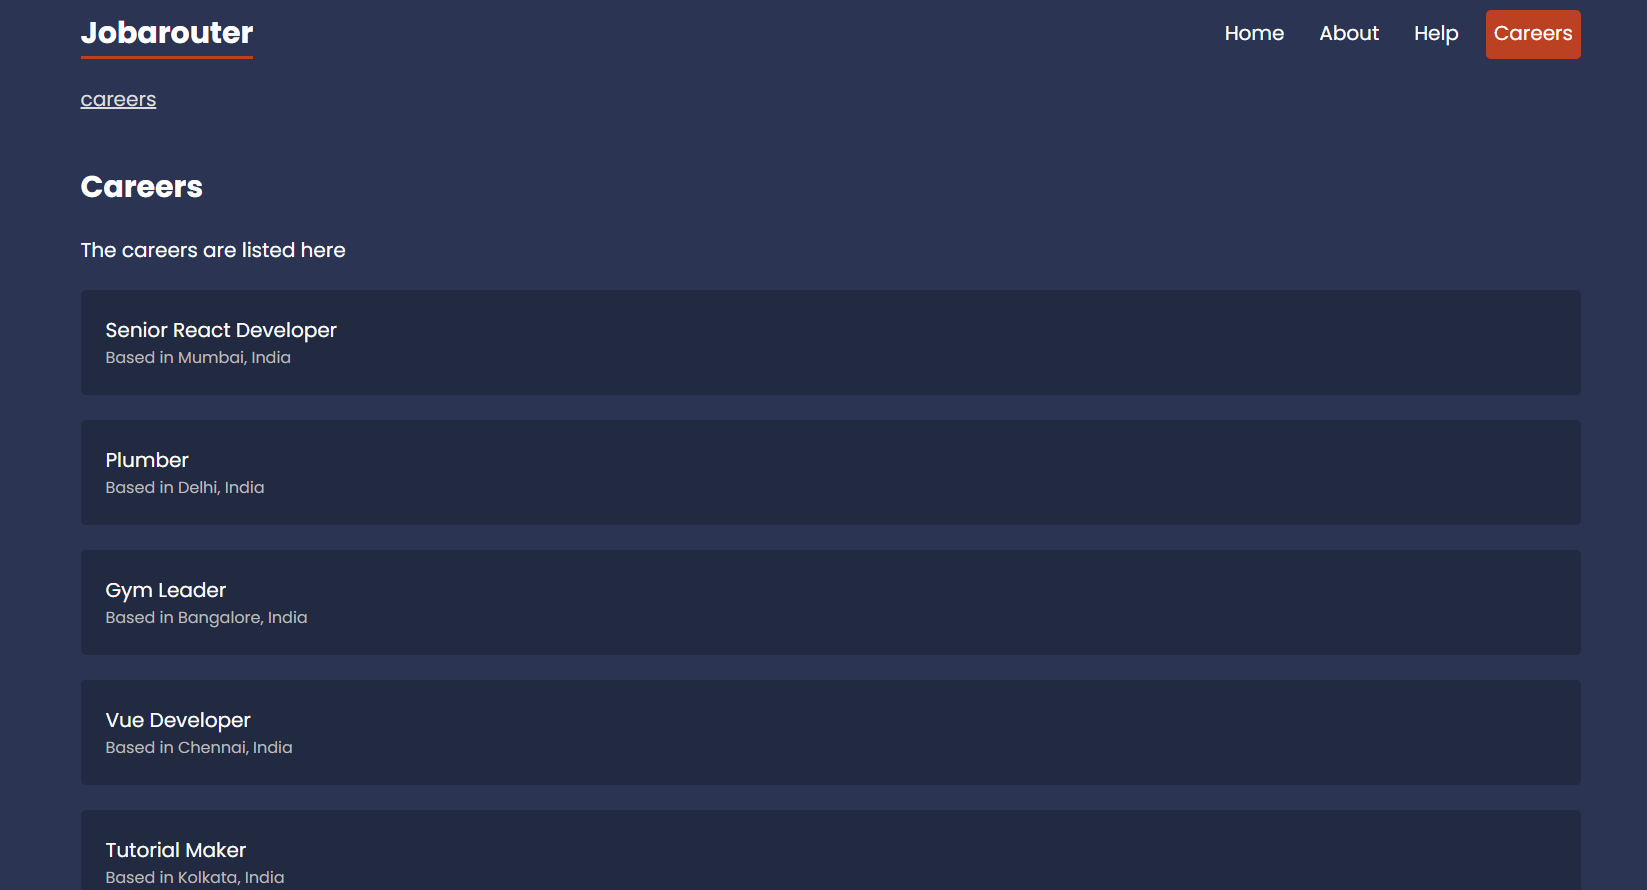 Jobarouter
Home About Help Careers
careers
Careers
The careers are listed here
Senior React Developer
Based in Mumbai, India
Plumber
Based in Delhi, India
Gym Leader
Based in Bangalore, India
Vue Developer
Based in Chennai, India
Tutorial Maker
Based in Kolkata, India